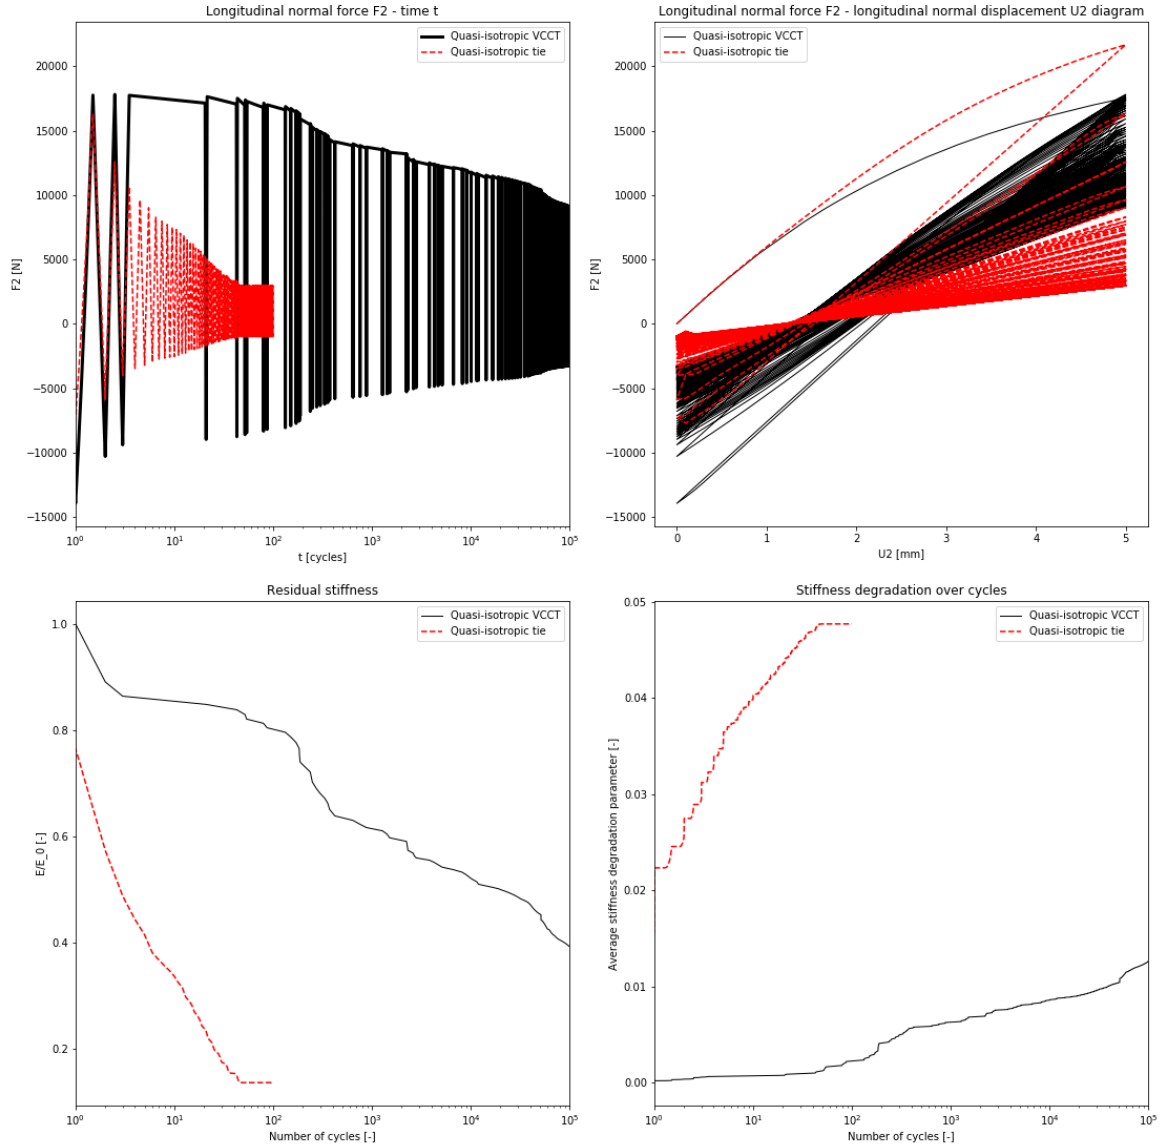 Longitudinal normal force F2 - time t
Quasi-isotropic VCCT
Quasi-isotropic tie
20000
15000
10000
5000
0
−5000
−10000
−15000
F2 [N]
10^0
10^1
10^2
10^3
10^4
10^5
t [cycles]
Longitudinal normal force F2 - longitudinal normal displacement U2 diagram
Quasi-isotropic VCCT
Quasi-isotropic tie
20000
15000
10000
5000
0
−5000
−10000
−15000
F2 [N]
0
1
2
3
4
5
U2 [mm]
Residual stiffness
Quasi-isotropic VCCT
Quasi-isotropic tie
1.0
0.8
0.6
0.4
0.2
E/E_0 [-]
10^0
10^1
10^2
10^3
10^4
10^5
Number of cycles [-]
Stiffness degradation over cycles
Quasi-isotropic VCCT
Quasi-isotropic tie
0.05
0.04
0.03
0.02
0.01
0.00
Average stiffness degradation parameter [-]
10^0
10^1
10^2
10^3
10^4
10^5
Number of cycles [-]